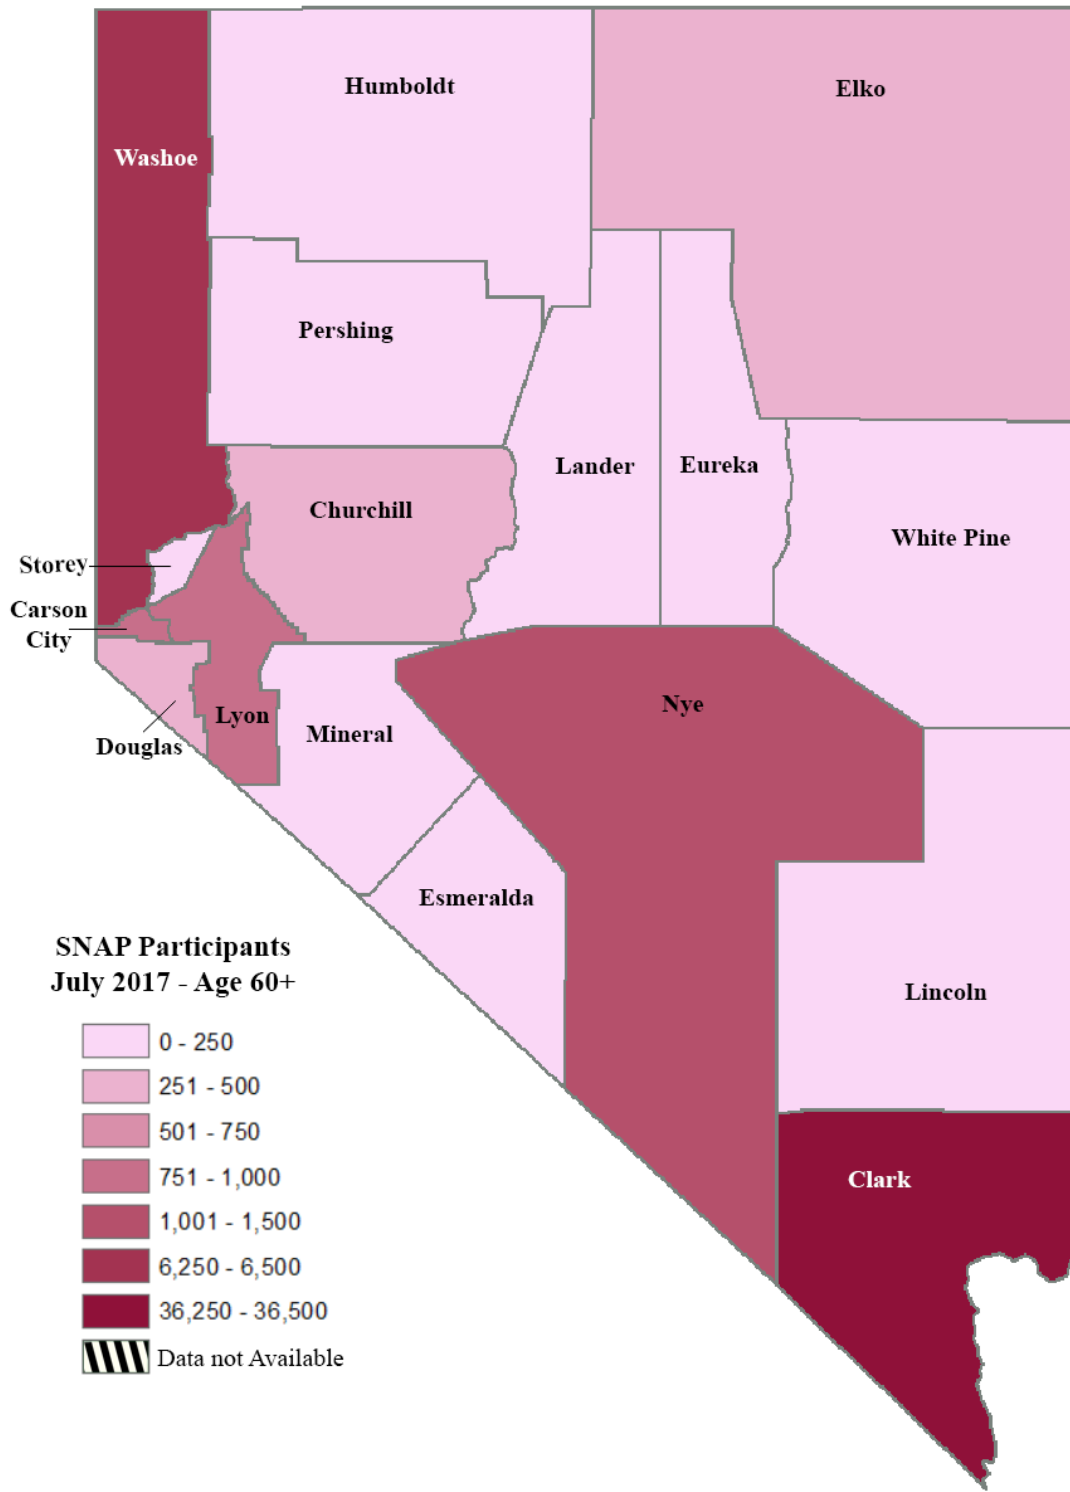 Humboldt
Elko
Washoe
Pershing
Lander
Eureka
Churchill
White Pine
Storey
Carson
City
Nye
Lyon
Mineral
Douglas
Esmeralda
Lincoln
Clark
SNAP Participants
July 2017 - Age 60+
0 - 250
251 - 500
501 - 750
751 - 1,000
1,001 - 1,500
6,250 - 6,500
36,250 - 36,500
Data not Available